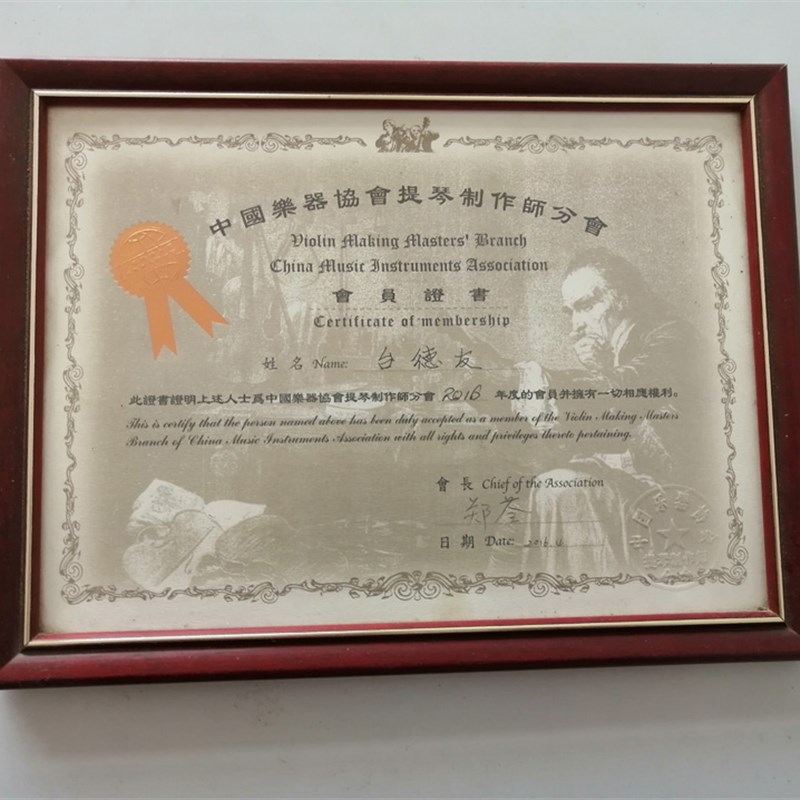 中國樂器協會提琴制作師分會
Violin Making Masters' Branch
China Music Instruments Association
會員證書
Certificate of membership
姓名 Name: 台德友
此證書證明上述人士爲中國樂器協會提琴制作師分會 2016 年度的會員并擁有一切相應權利。
This is certify that the person named above has been duly accepted as a member of the Violin Making Masters
Branch of China Music Instruments Association with all rights and privileges thereto pertaining.
會長 Chief of the Association
郑荃
日期 Date: 2016.4